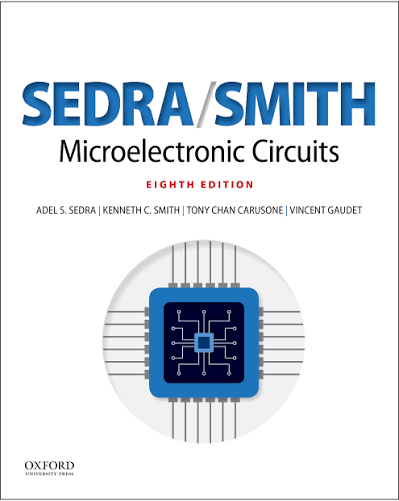 SEDRA/SMITH
Microelectronic Circuits
EIGHTH EDITION
ADEL S. SEDRA | KENNETH C. SMITH | TONY CHAN CARUSONE | VINCENT GAUDET
OXFORD
UNIVERSITY PRESS